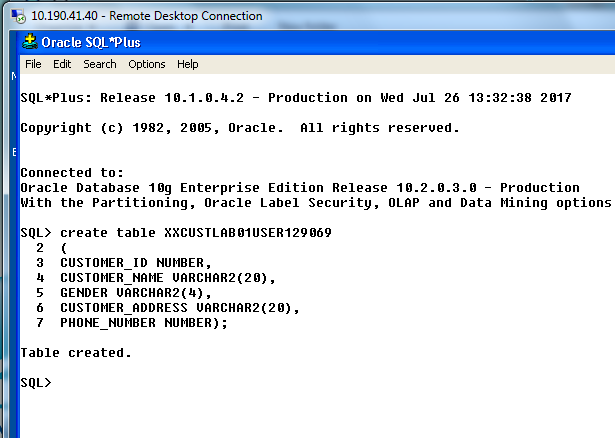 10.190.41.40 - Remote Desktop Connection
Oracle SQL*Plus
File Edit Search Options Help
SQL*Plus: Release 10.1.0.4.2 - Production on Wed Jul 26 13:32:38 2017
Copyright (c) 1982, 2005, Oracle.  All rights reserved.
Connected to:
Oracle Database 10g Enterprise Edition Release 10.2.0.3.0 - Production
With the Partitioning, Oracle Label Security, OLAP and Data Mining options
SQL> create table XXCUSTLAB01USER129069
  2  (
  3  CUSTOMER_ID NUMBER,
  4  CUSTOMER_NAME VARCHAR2(20),
  5  GENDER VARCHAR2(4),
  6  CUSTOMER_ADDRESS VARCHAR2(20),
  7  PHONE_NUMBER NUMBER);
Table created.
SQL>